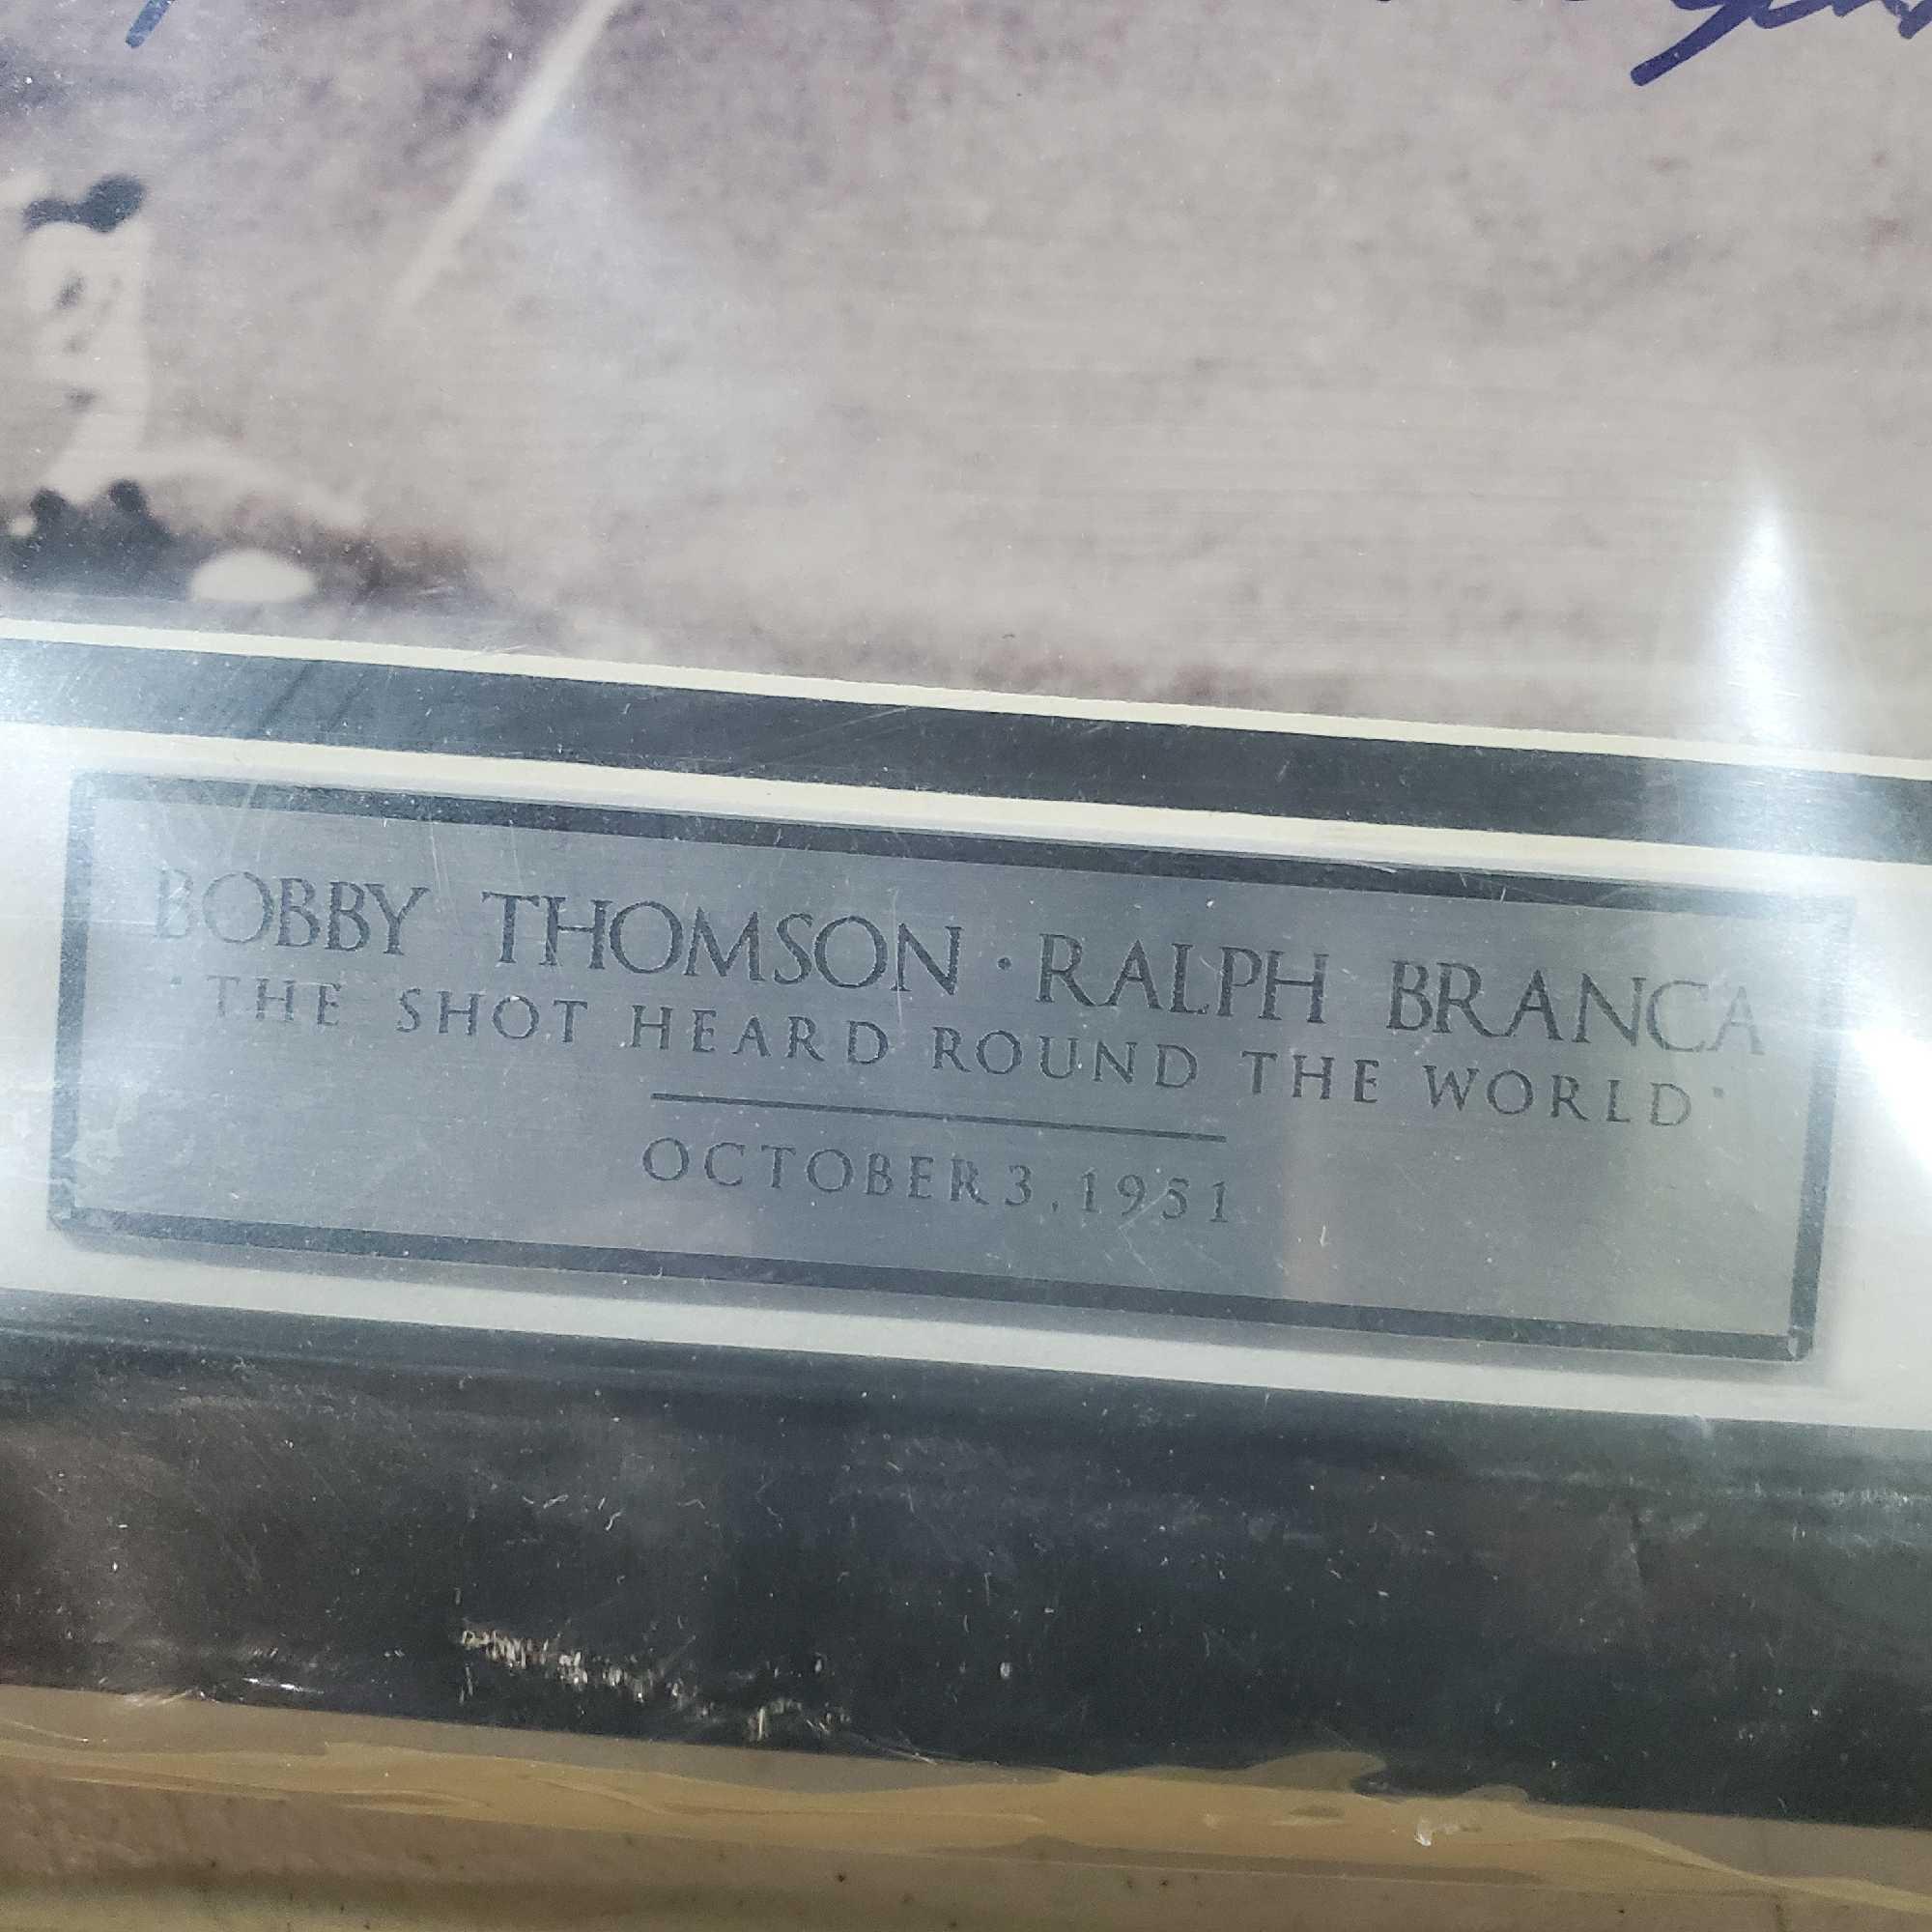 BOBBY THOMSON · RALPH BRANCA
"THE SHOT HEARD ROUND THE WORLD"
OCTOBER 3, 1951